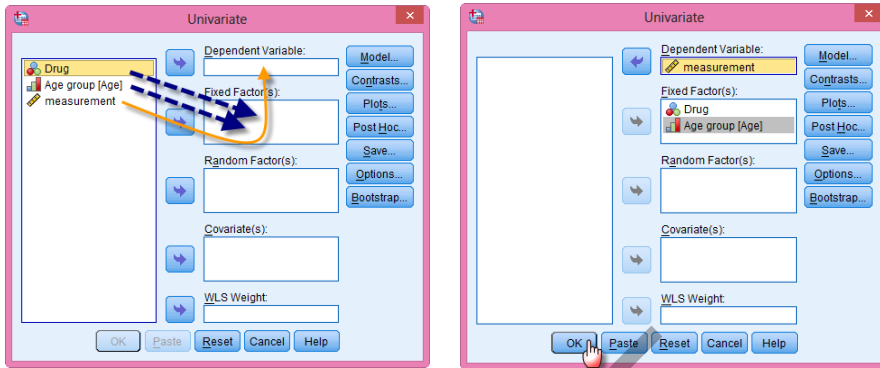 Univariate
Drug
Age group [Age]
measurement
Dependent Variable:
Fixed Factor(s):
Random Factor(s):
Covariate(s):
WLS Weight:
Model...
Contrasts...
Plots...
Post Hoc...
Save...
Options...
Bootstrap...
OK Paste Reset Cancel Help
Univariate
Dependent Variable:
measurement
Fixed Factor(s):
Drug
Age group [Age]
Random Factor(s):
Covariate(s):
WLS Weight:
Model...
Contrasts...
Plots...
Post Hoc...
Save...
Options...
Bootstrap...
OK Paste Reset Cancel Help